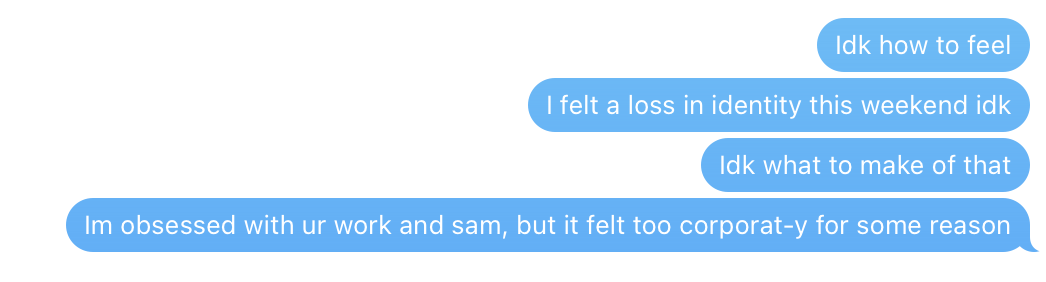 Idk how to feel
I felt a loss in identity this weekend idk
Idk what to make of that
Im obsessed with ur work and sam, but it felt too corporat-y for some reason